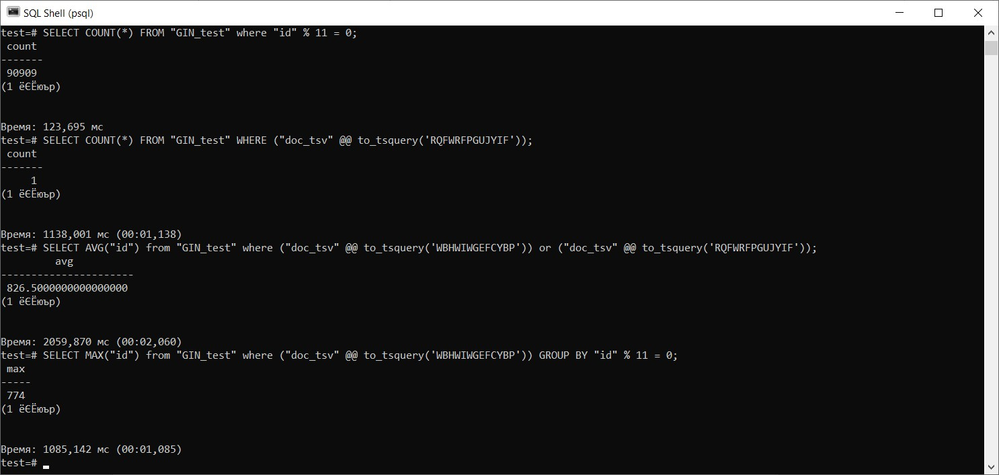 SQL Shell (psql)
test=# SELECT COUNT(*) FROM "GIN_test" where "id" % 11 = 0;
 count
-------
 90909
(1 ёЄЁюър)
Время: 123,695 мс
test=# SELECT COUNT(*) FROM "GIN_test" WHERE ("doc_tsv" @@ to_tsquery('RQFWRFPGUJYIF'));
 count
-------
     1
(1 ёЄЁюър)
Время: 1138,001 мс (00:01,138)
test=# SELECT AVG("id") from "GIN_test" where ("doc_tsv" @@ to_tsquery('WBHWIWGEFCYBP')) or ("doc_tsv" @@ to_tsquery('RQFWRFPGUJYIF'));
         avg
----------------------
 826.5000000000000000
(1 ёЄЁюър)
Время: 2059,870 мс (00:02,060)
test=# SELECT MAX("id") from "GIN_test" where ("doc_tsv" @@ to_tsquery('WBHWIWGEFCYBP')) GROUP BY "id" % 11 = 0;
 max
-----
 774
(1 ёЄЁюър)
Время: 1085,142 мс (00:01,085)
test=#